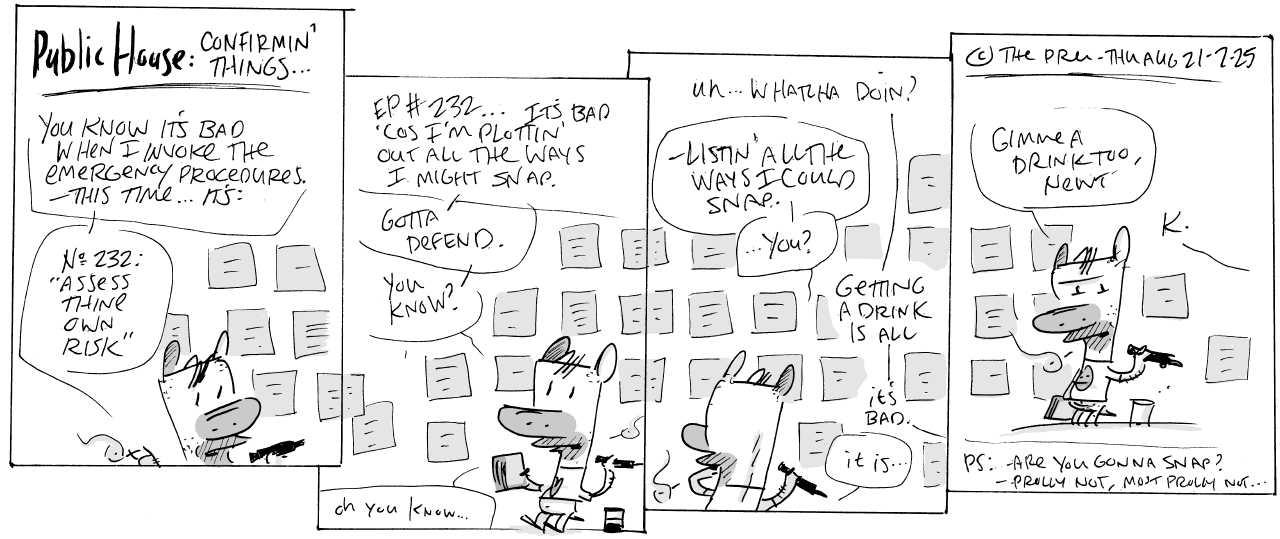 Public House: CONFIRMIN'
THINGS...
YOU KNOW IT'S BAD
WHEN I INVOKE THE
EMERGENCY PROCEDURES.
- THIS TIME... IT'S:
Nº 232:
"ASSESS
THINE
OWN
RISK"
EP # 232... IT'S BAD
'COS I'M PLOTTIN'
OUT ALL THE WAYS
I MIGHT SNAP.
GOTTA
DEFEND.
YOU
KNOW?
oh you know...
uh... WHATCHA DOIN?
-LISTIN' ALL THE
WAYS I COULD
SNAP.
...YOU?
GETTING
A DRINK
IS ALL
it's
BAD.
it is...
© THE PRU - THU AUG 21-7-25
GIMME A
DRINK TOO,
NEWT
K.
PS: -ARE YOU GONNA SNAP?
-PROLLY NOT, MOST PROLLY NOT...